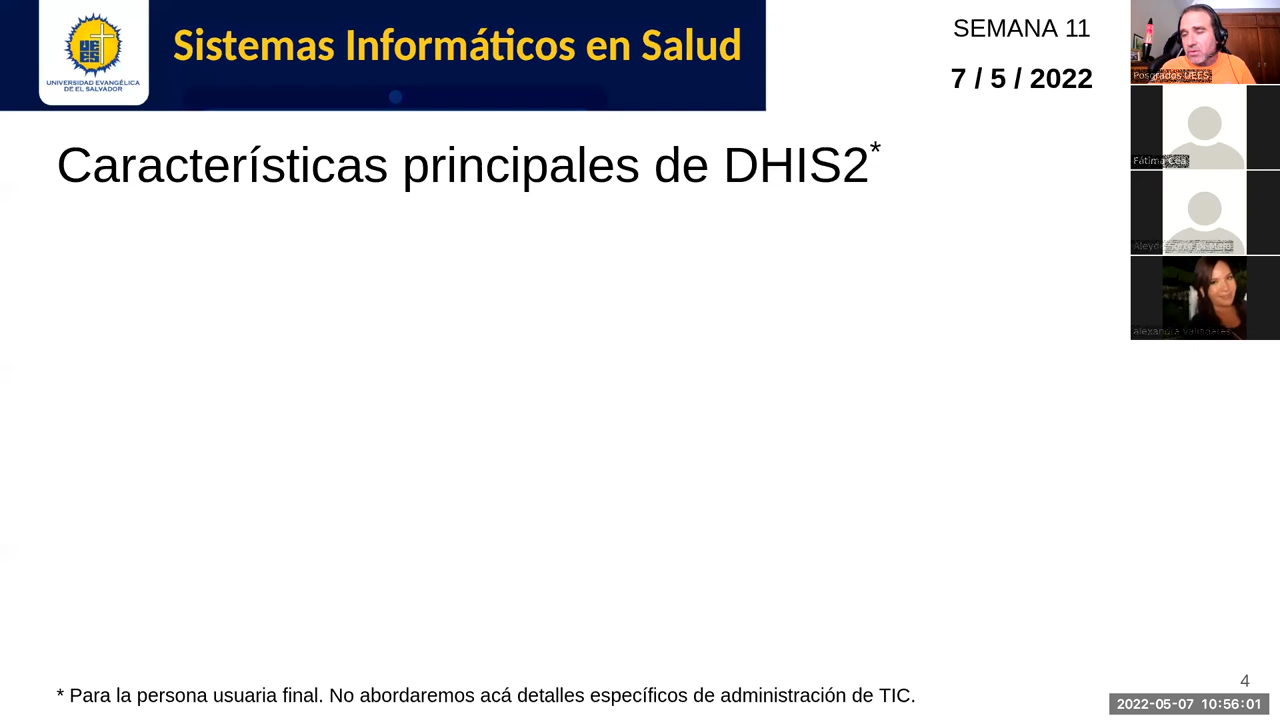 UNIVERSIDAD EVANGÉLICA
DE EL SALVADOR
Sistemas Informáticos en Salud
SEMANA 11
7 / 5 / 2022
Posgrados UEES
Fátima Cea
Características principales de DHIS2*
* Para la persona usuaria final. No abordaremos acá detalles específicos de administración de TIC.
4
2022-05-07 10:56:01